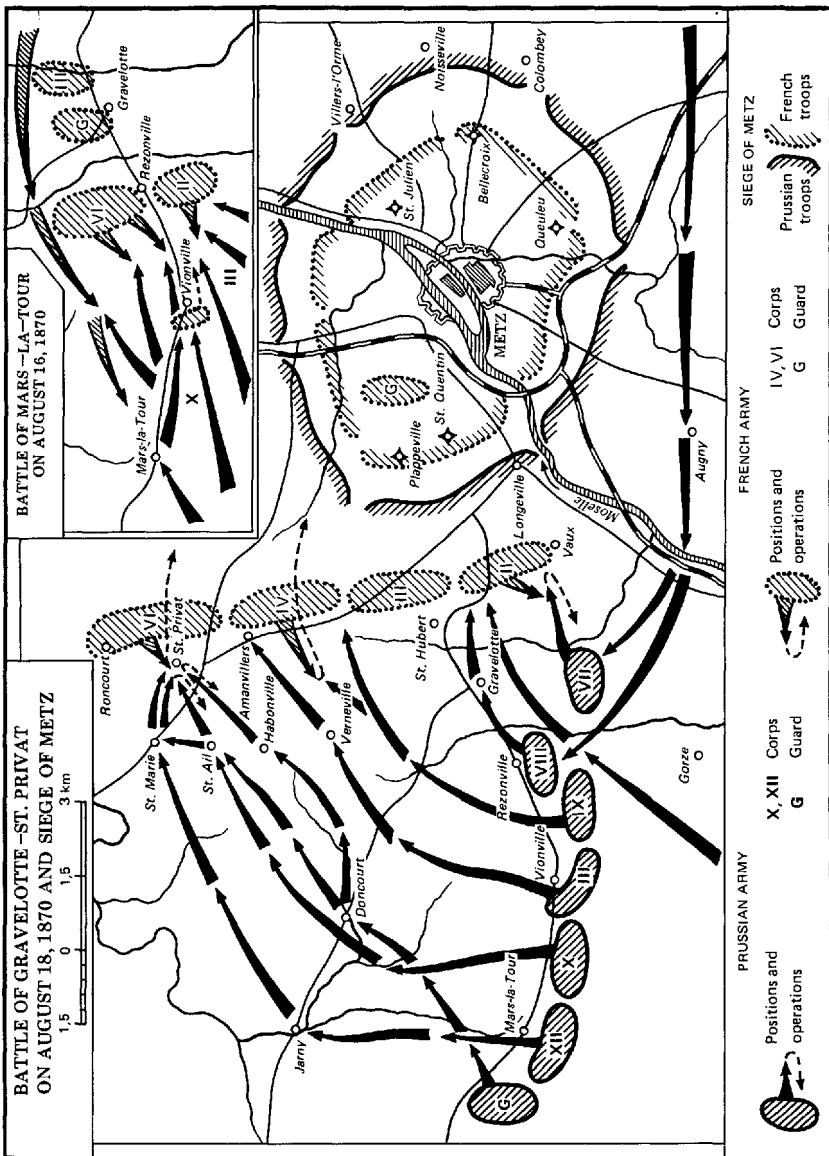 BATTLE OF GRAVELOTTE–ST. PRIVAT
ON AUGUST 18, 1870 AND SIEGE OF METZ
1,5
0
1,5
3 km
BATTLE OF MARS–LA–TOUR
ON AUGUST 16, 1870
Mars-la-Tour
X
Vionville
III
VI
Rezonville
II
G
III
Gravelotte
Roncourt
VI
St. Privat
St. Marie
St. Ail
Amanvillers
Habonville
IV
Verneville
III
St. Hubert
Gravelotte
II
Longeville
Vaux
Jarny
Doncourt
Mars-la-Tour
Vionville
Rezonville
Gorze
G
XII
X
III
IX
VIII
VII
Plappeville
St. Quentin
G
METZ
Moselle
Augny
St. Julien
Bellecroix
Queuleu
Villers-l'Orme
Noisseville
Colombey
PRUSSIAN ARMY
Positions and
operations
X, XII Corps
G Guard
FRENCH ARMY
Positions and
operations
IV, VI Corps
G Guard
SIEGE OF METZ
Prussian
troops
French
troops